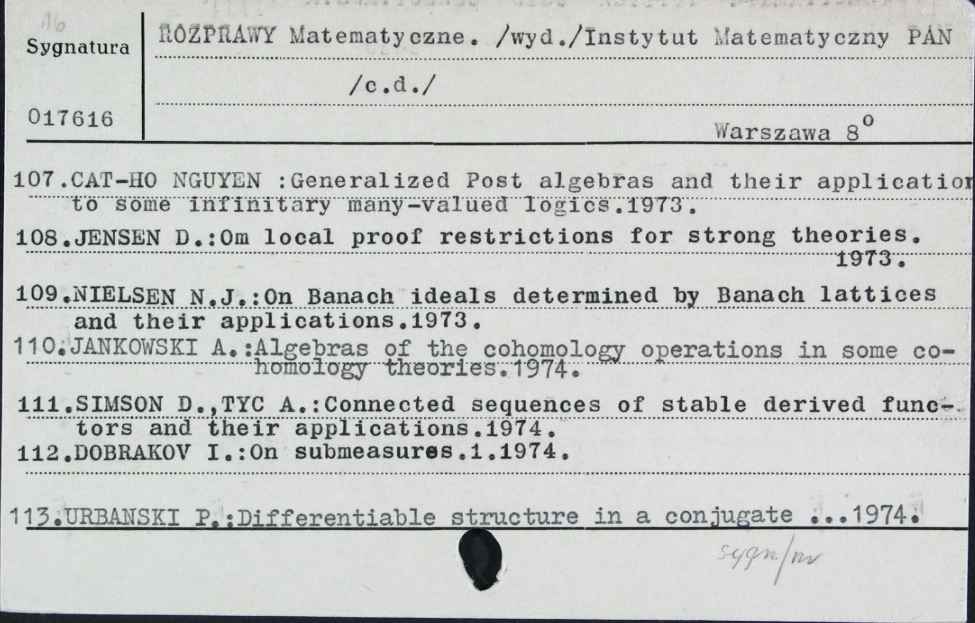 16
Sygnatura
ROZPRAWY Matematyczne. /wyd./Instytut Matematyczny PAN
/c.d./
017616
Warszawa 8º
107.CAT-HO NGUYEN :Generalized Post algebras and their application
to some infinitary many-valued logics.1973.
108.JENSEN D.:Om local proof restrictions for strong theories.
1973.
109.NIELSEN N.J.:On Banach ideals determined by Banach lattices
and their applications.1973.
110.JANKOWSKI A.:Algebras of the cohomology operations in some co-
homology theories.1974.
111.SIMSON D.,TYC A.:Connected sequences of stable derived func-
tors and their applications.1974.
112.DOBRAKOV I.:On submeasures.1.1974.
113.URBANSKI P.:Differentiable structure in a conjugate ...1974.
sygn/nr